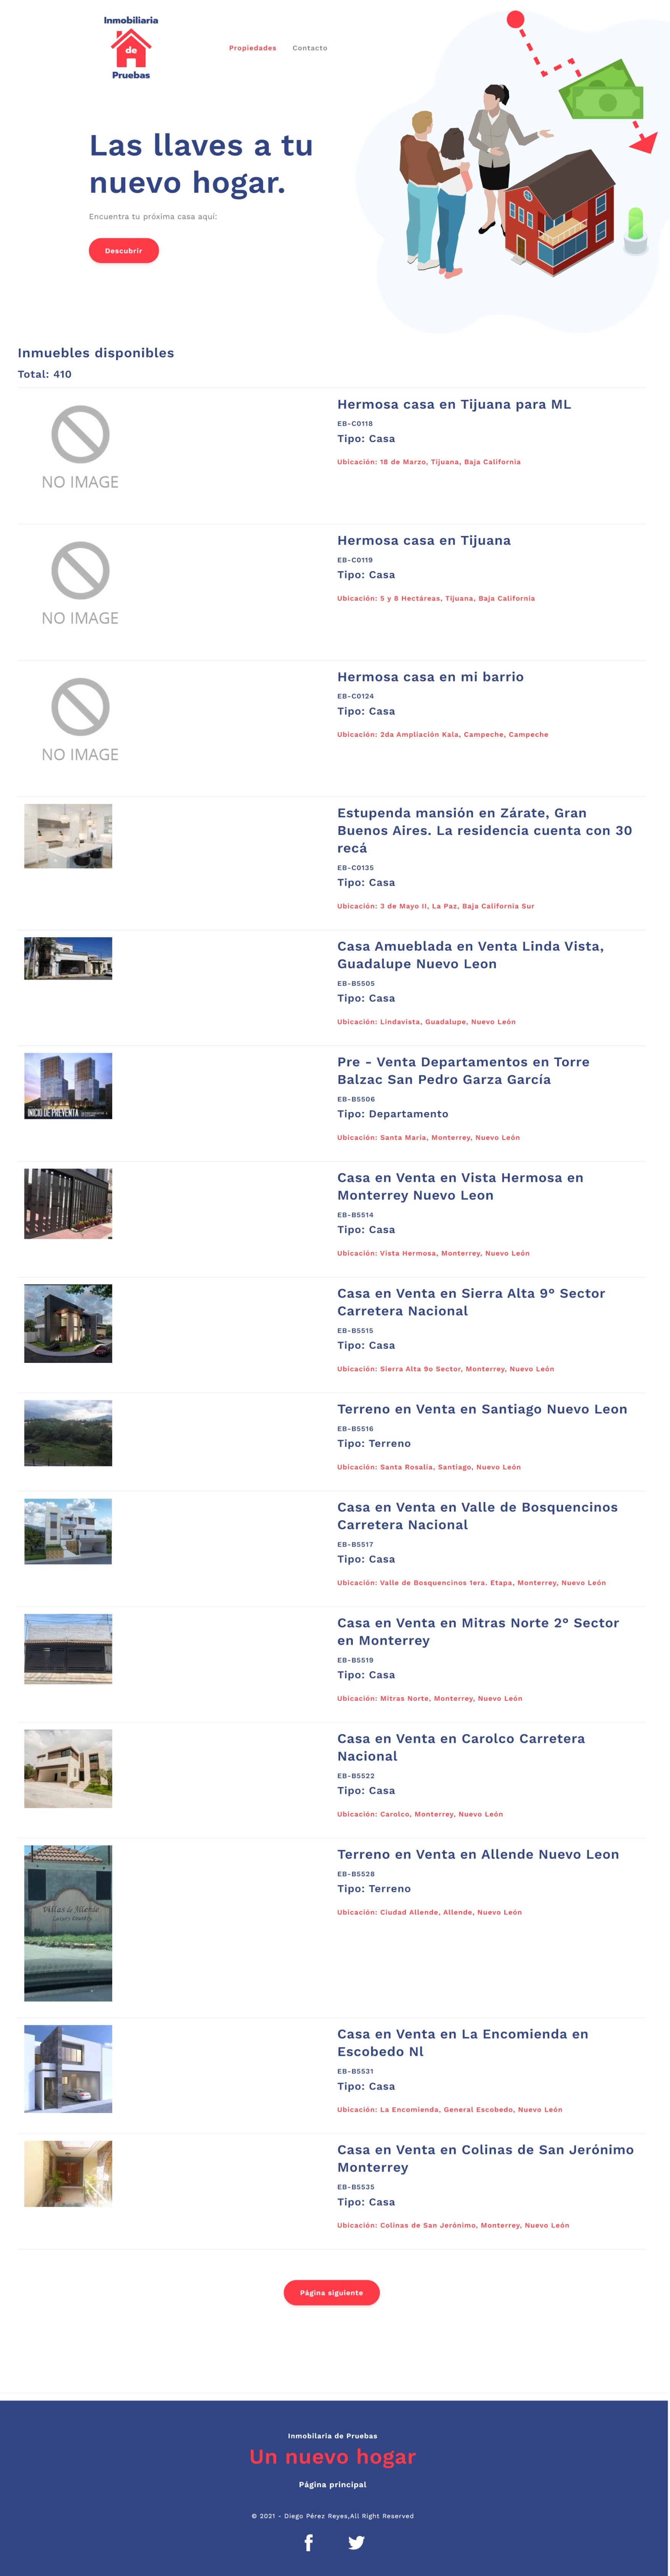 Inmobiliaria
de
Pruebas
Propiedades Contacto
Las llaves a tu
nuevo hogar.
Encuentra tu próxima casa aquí:
Descubrir
Inmuebles disponibles
Total: 410
NO IMAGE
Hermosa casa en Tijuana para ML
EB-C0118
Tipo: Casa
Ubicación: 18 de Marzo, Tijuana, Baja California
NO IMAGE
Hermosa casa en Tijuana
EB-C0119
Tipo: Casa
Ubicación: 5 y 8 Hectáreas, Tijuana, Baja California
NO IMAGE
Hermosa casa en mi barrio
EB-C0124
Tipo: Casa
Ubicación: 2da Ampliación Kala, Campeche, Campeche
Estupenda mansión en Zárate, Gran
Buenos Aires. La residencia cuenta con 30
recá
EB-C0135
Tipo: Casa
Ubicación: 3 de Mayo II, La Paz, Baja California Sur
Casa Amueblada en Venta Linda Vista,
Guadalupe Nuevo Leon
EB-B5505
Tipo: Casa
Ubicación: Lindavista, Guadalupe, Nuevo León
INICIO DE PREVENTA
Pre - Venta Departamentos en Torre
Balzac San Pedro Garza García
EB-B5506
Tipo: Departamento
Ubicación: Santa María, Monterrey, Nuevo León
Casa en Venta en Vista Hermosa en
Monterrey Nuevo Leon
EB-B5514
Tipo: Casa
Ubicación: Vista Hermosa, Monterrey, Nuevo León
Casa en Venta en Sierra Alta 9° Sector
Carretera Nacional
EB-B5515
Tipo: Casa
Ubicación: Sierra Alta 9o Sector, Monterrey, Nuevo León
Terreno en Venta en Santiago Nuevo Leon
EB-B5516
Tipo: Terreno
Ubicación: Santa Rosalía, Santiago, Nuevo León
Casa en Venta en Valle de Bosquencinos
Carretera Nacional
EB-B5517
Tipo: Casa
Ubicación: Valle de Bosquencinos 1era. Etapa, Monterrey, Nuevo León
Casa en Venta en Mitras Norte 2° Sector
en Monterrey
EB-B5519
Tipo: Casa
Ubicación: Mitras Norte, Monterrey, Nuevo León
Casa en Venta en Carolco Carretera
Nacional
EB-B5522
Tipo: Casa
Ubicación: Carolco, Monterrey, Nuevo León
Terreno en Venta en Allende Nuevo Leon
EB-B5528
Tipo: Terreno
Ubicación: Ciudad Allende, Allende, Nuevo León
Casa en Venta en La Encomienda en
Escobedo Nl
EB-B5531
Tipo: Casa
Ubicación: La Encomienda, General Escobedo, Nuevo León
Casa en Venta en Colinas de San Jerónimo
Monterrey
EB-B5535
Tipo: Casa
Ubicación: Colinas de San Jerónimo, Monterrey, Nuevo León
Página siguiente
Inmobilaria de Pruebas
Un nuevo hogar
Página principal
© 2021 - Diego Pérez Reyes,All Right Reserved